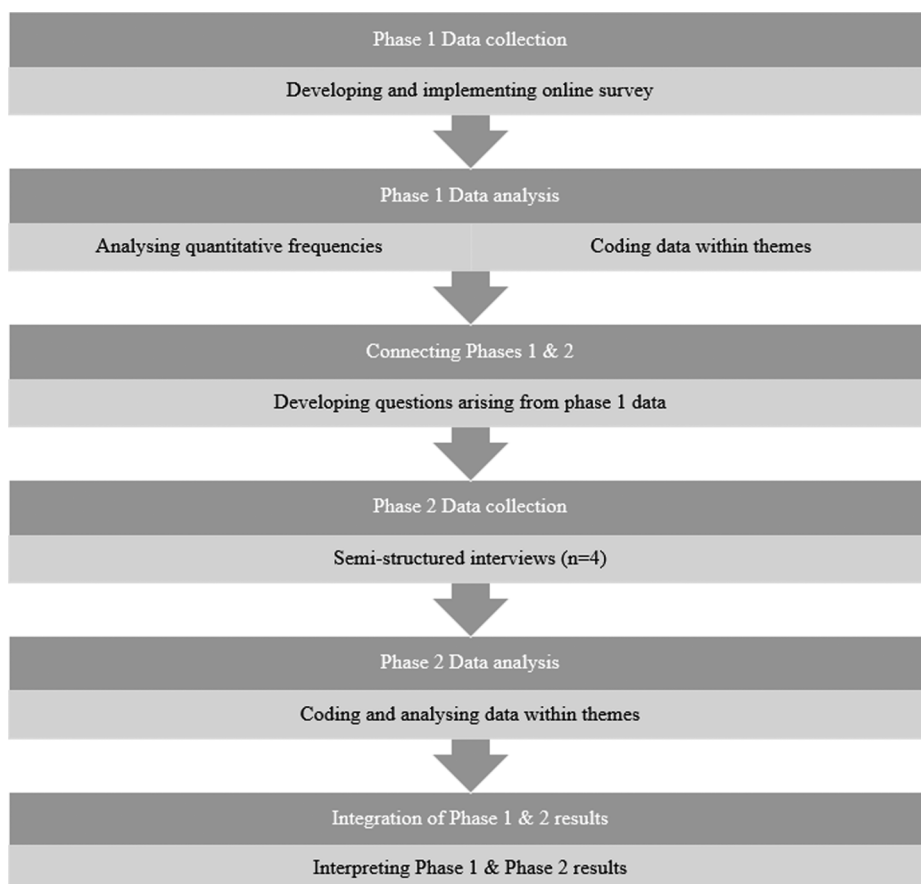 Phase 1 Data collection
Developing and implementing online survey
Phase 1 Data analysis
Analysing quantitative frequencies
Coding data within themes
Connecting Phases 1 & 2
Developing questions arising from phase 1 data
Phase 2 Data collection
Semi-structured interviews (n=4)
Phase 2 Data analysis
Coding and analysing data within themes
Integration of Phase 1 & 2 results
Interpreting Phase 1 & Phase 2 results